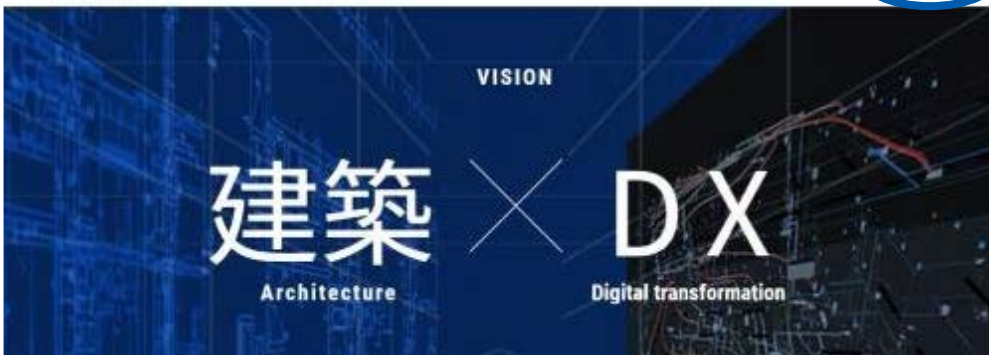 VISION
建築 × DX
Architecture
Digital transformation